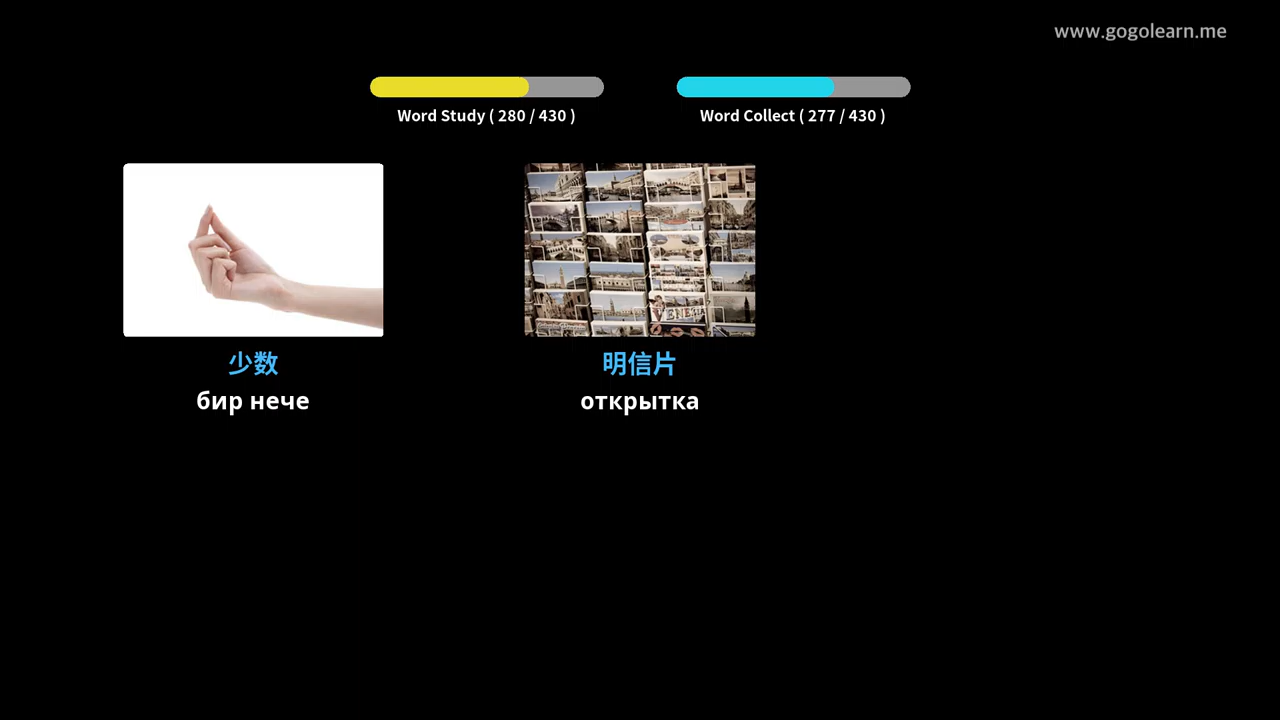 www.gogolearn.me
Word Study ( 280 / 430 )
Word Collect ( 277 / 430 )
少数
бир нече
明信片
открытка
VENEZIA